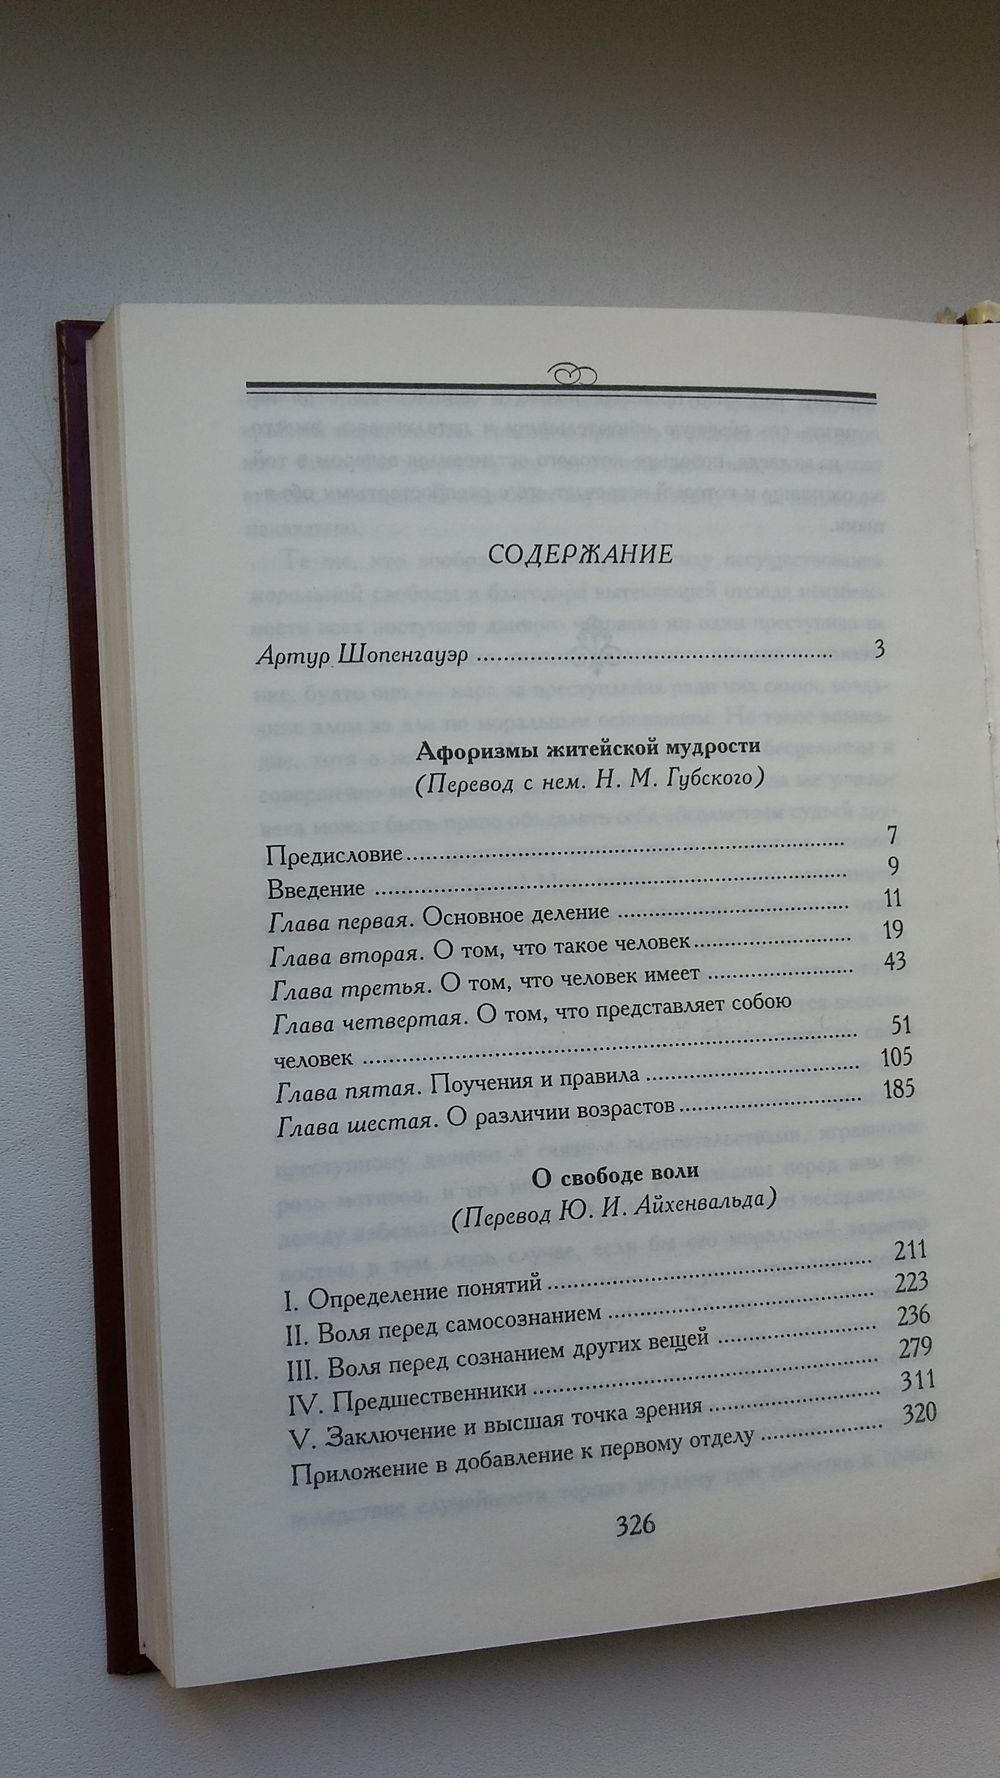 СОДЕРЖАНИЕ
Артур Шопенгауэр ........ 3
Афоризмы житейской мудрости
(Перевод с нем. Н. М. Губского)
Предисловие ........ 7
Введение ........ 9
Глава первая. Основное деление ........ 11
Глава вторая. О том, что такое человек ........ 19
Глава третья. О том, что человек имеет ........ 43
Глава четвертая. О том, что представляет собою
человек ........ 51
Глава пятая. Поучения и правила ........ 105
Глава шестая. О различии возрастов ........ 185
О свободе воли
(Перевод Ю. И. Айхенвальда)
I. Определение понятий ........ 211
II. Воля перед самосознанием ........ 223
III. Воля перед сознанием других вещей ........ 236
IV. Предшественники ........ 279
V. Заключение и высшая точка зрения ........ 311
Приложение в добавление к первому отделу ........ 320
326